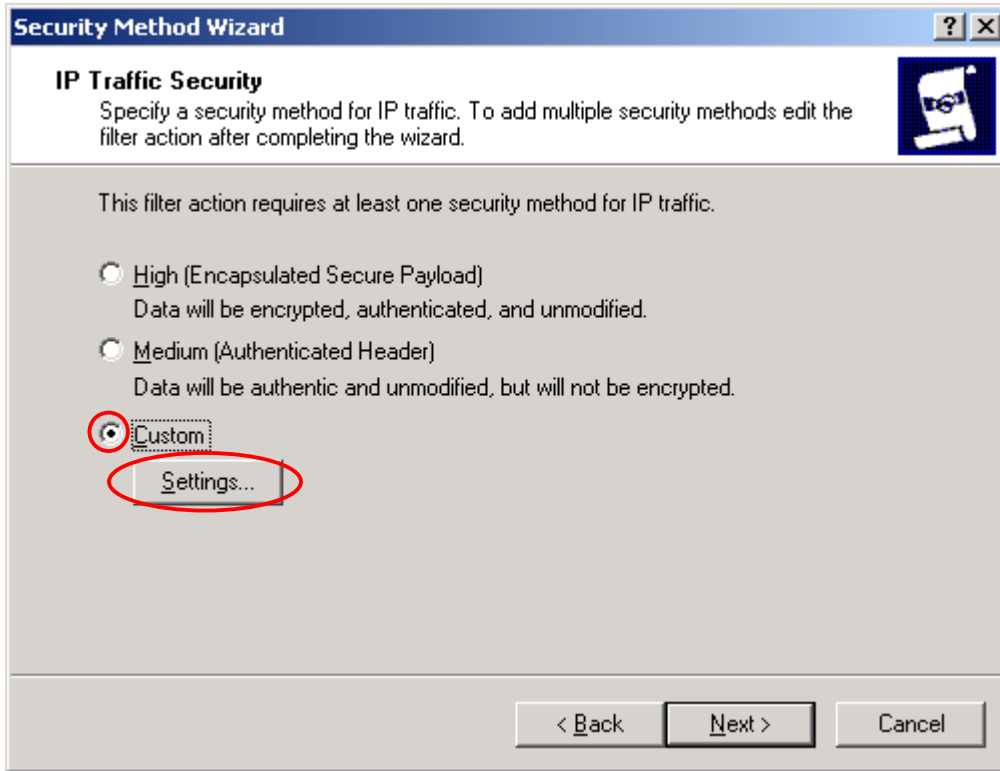 Security Method Wizard
IP Traffic Security
Specify a security method for IP traffic. To add multiple security methods edit the
filter action after completing the wizard.
This filter action requires at least one security method for IP traffic.
High (Encapsulated Secure Payload)
Data will be encrypted, authenticated, and unmodified.
Medium (Authenticated Header)
Data will be authentic and unmodified, but will not be encrypted.
Custom
Settings...
< Back Next > Cancel